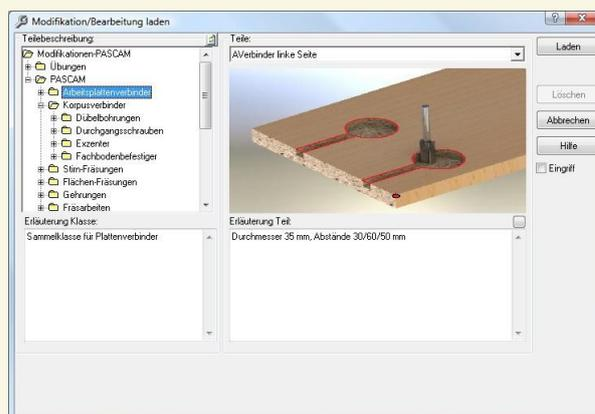 Modifikation/Bearbeitung laden
Teilebeschreibung:
Modifikationen-PASCAM
Übungen
PASCAM
Arbeitsplattenverbinder
Korpusverbinder
Dübelbohrungen
Durchgangsschrauben
Exzenter
Fachbodenbefestiger
Stirn-Fräsungen
Flächen-Fräsungen
Gehrungen
Fräsarbeiten
Erläuterung Klasse:
Sammelklasse für Plattenverbinder
Teile:
AVerbinder linke Seite
Erläuterung Teil:
Durchmesser 35 mm, Abstände 30/60/50 mm
Laden
Löschen
Abbrechen
Hilfe
Eingriff